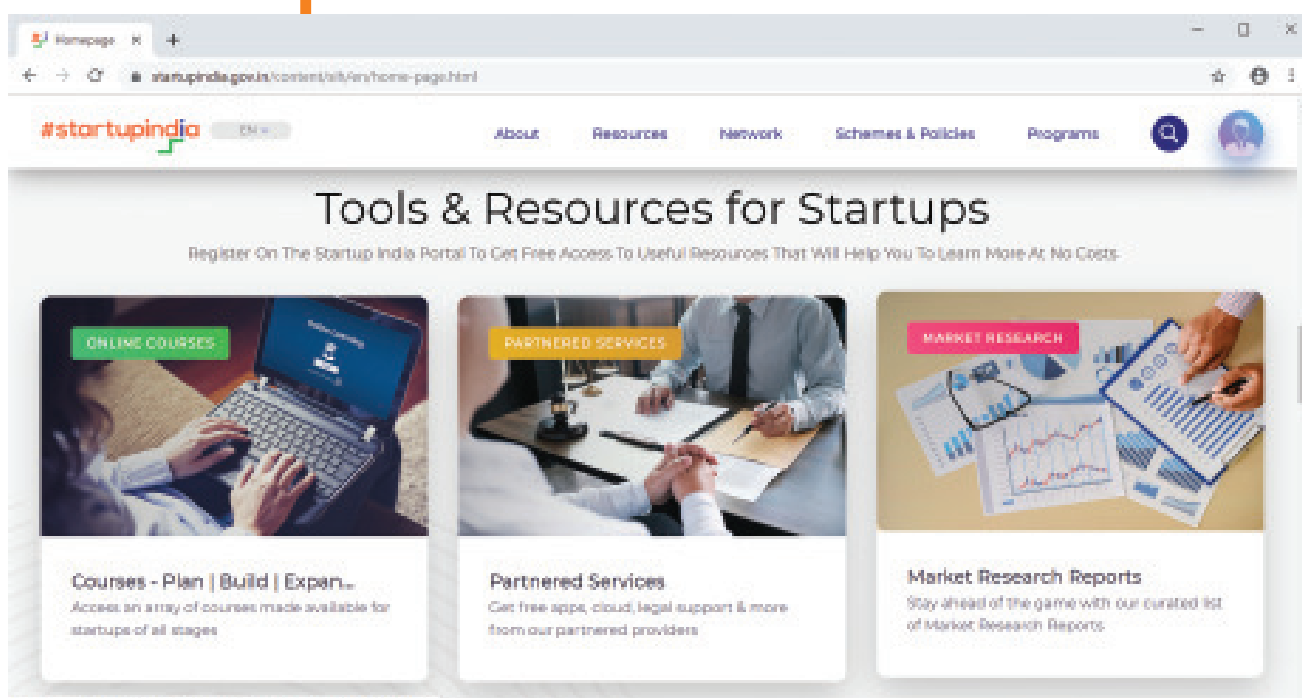 Homepage
startupindia.gov.in/content/sih/en/home-page.html
#startupindia EN About Resources Network Schemes & Policies Programs
Tools & Resources for Startups
Register On The Startup India Portal To Get Free Access To Useful Resources That Will Help You To Learn More At No Costs
ONLINE COURSES
PARTNERED SERVICES
MARKET RESEARCH
Courses - Plan | Build | Expan...
Access an array of courses made available for
startups of all stages
Partnered Services
Get free apps, cloud, legal support & more
from our partnered providers
Market Research Reports
Stay ahead of the game with our curated list
of Market Research Reports